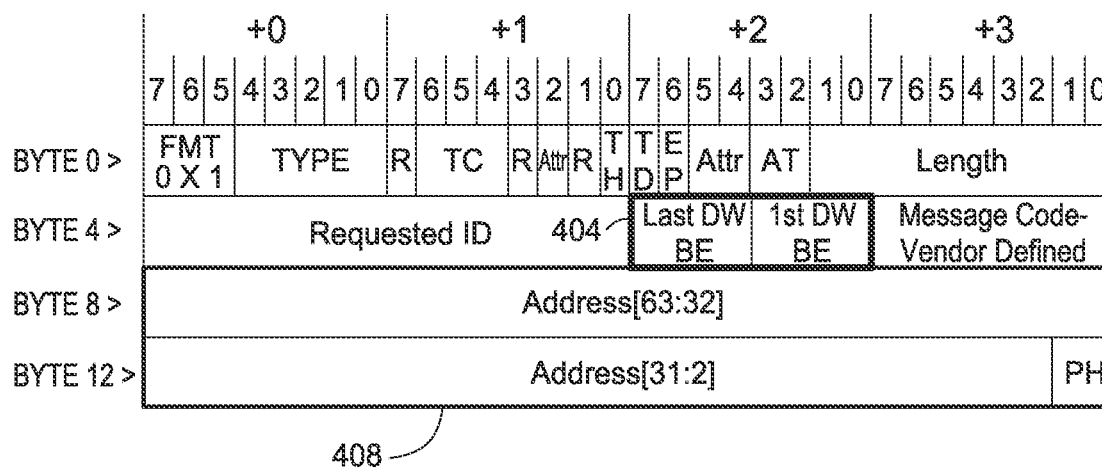 +0 +1 +2 +3
7 6 5 4 3 2 1 0 7 6 5 4 3 2 1 0 7 6 5 4 3 2 1 0 7 6 5 4 3 2 1 0
BYTE 0 > FMT 0 X 1 TYPE R TC R Attr R TH TD EP Attr AT Length
BYTE 4 > Requested ID 404 Last DW BE 1st DW BE Message Code-Vendor Defined
BYTE 8 > Address[63:32]
BYTE 12 > Address[31:2] PH
408